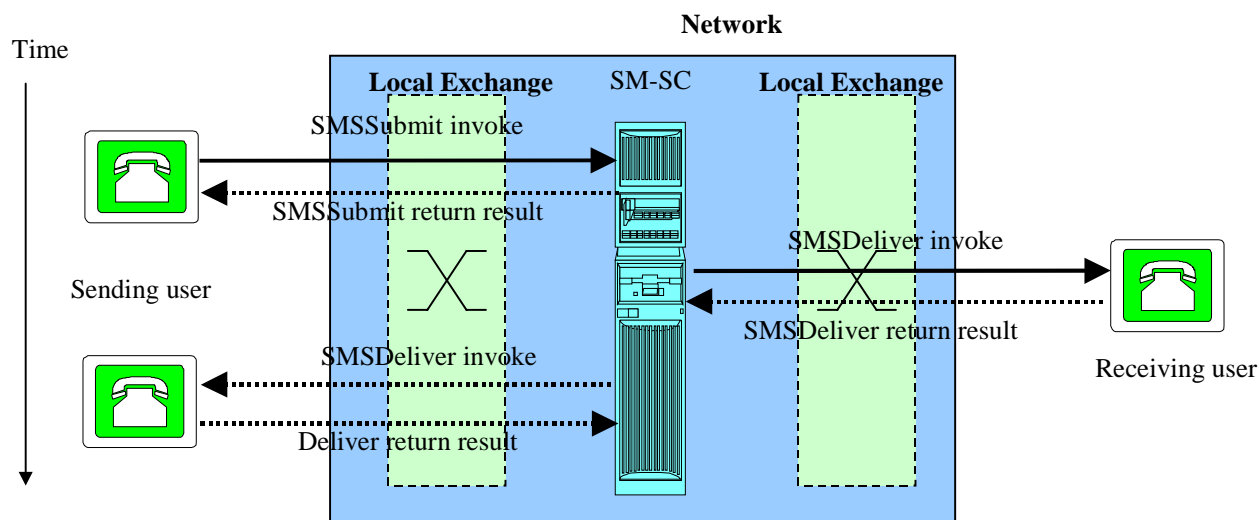 Network
Time
Local Exchange
SM-SC
Local Exchange
SMSSubmit invoke
SMSSubmit return result
SMSDeliver invoke
Sending user
SMSDeliver return result
SMSDeliver invoke
Receiving user
Deliver return result